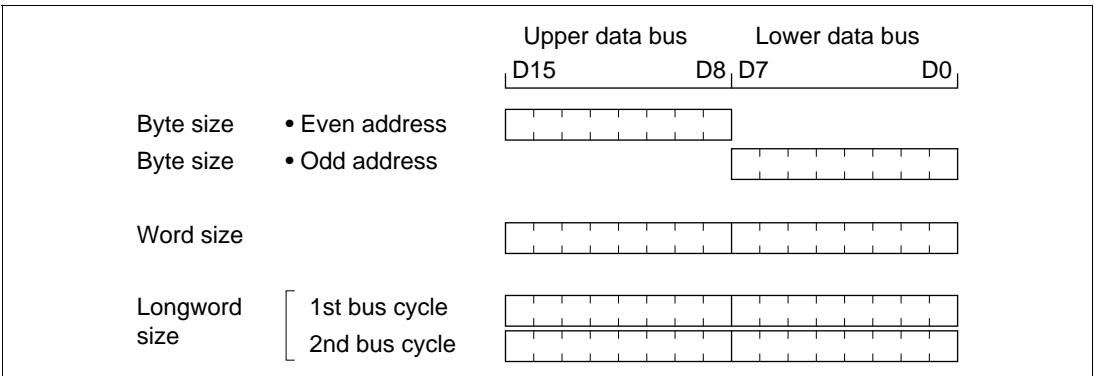 Upper data bus Lower data bus
D15 D8 D7 D0
Byte size • Even address
Byte size • Odd address
Word size
Longword size
1st bus cycle
2nd bus cycle